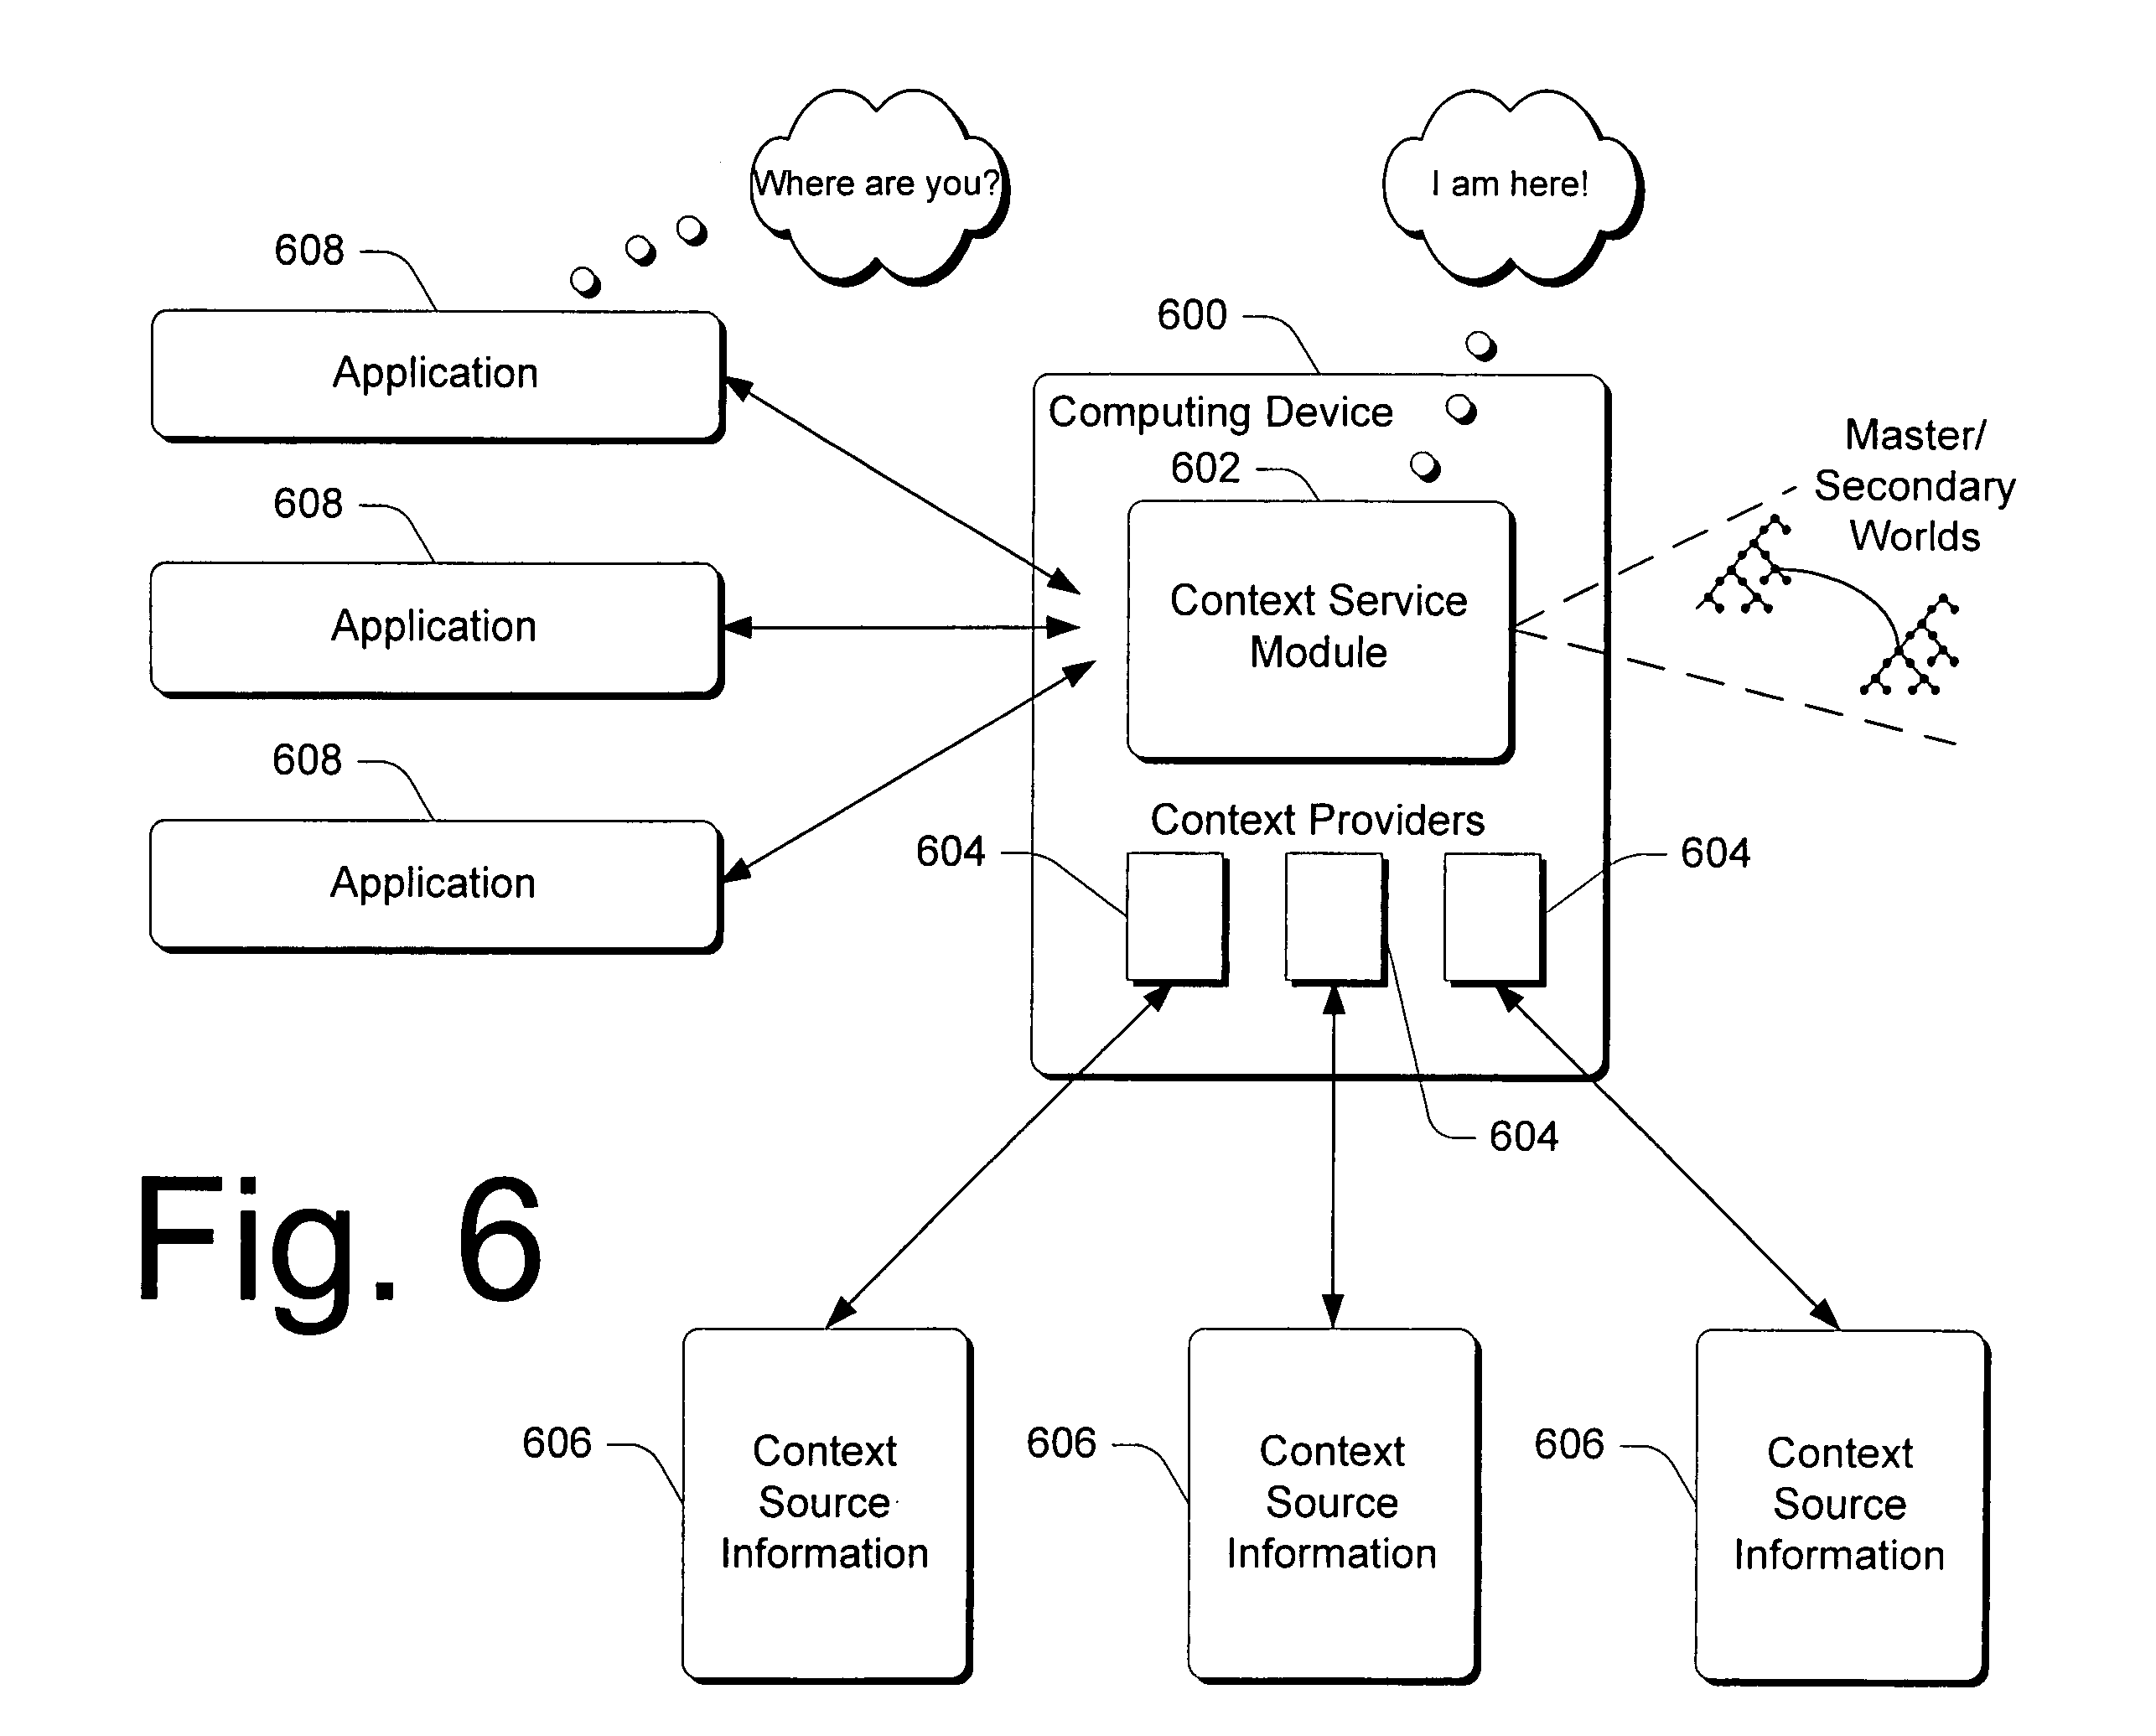 Where are you?
I am here!
608
Application
608
Application
608
Application
600
Computing Device
602
Context Service
Module
Master/
Secondary
Worlds
Context Providers
604
604
604
Fig. 6
606
Context
Source
Information
606
Context
Source
Information
606
Context
Source
Information